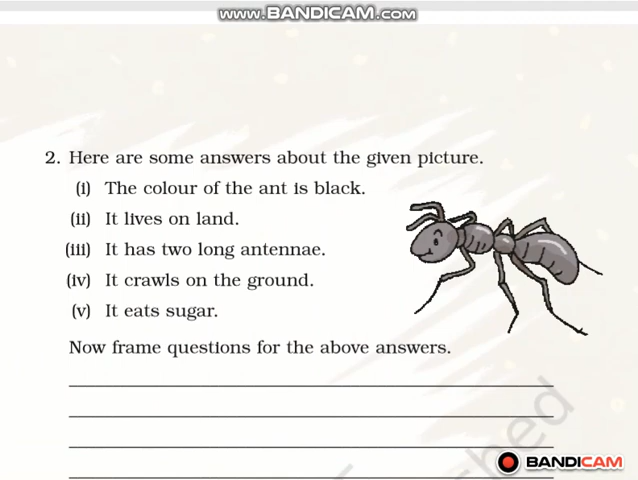 www.BANDICAM.com
2. Here are some answers about the given picture.
(i) The colour of the ant is black.
(ii) It lives on land.
(iii) It has two long antennae.
(iv) It crawls on the ground.
(v) It eats sugar.
Now frame questions for the above answers.
BANDICAM